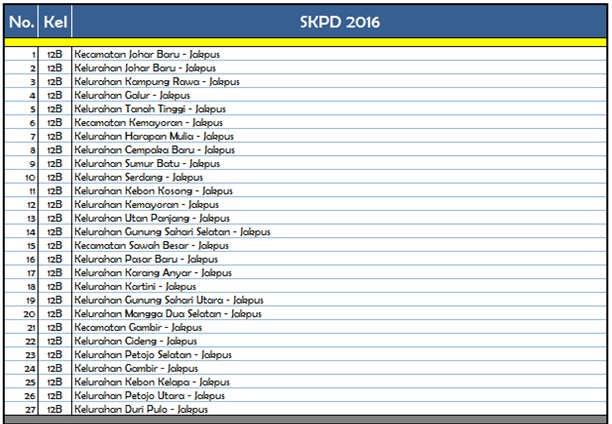 No. Kel SKPD 2016
1 12B Kecamatan Johar Baru - Jakpus
2 12B Kelurahan Johar Baru - Jakpus
3 12B Kelurahan Kampung Rawa - Jakpus
4 12B Kelurahan Galur - Jakpus
5 12B Kelurahan Tanah Tinggi - Jakpus
6 12B Kecamatan Kemayoran - Jakpus
7 12B Kelurahan Harapan Mulia - Jakpus
8 12B Kelurahan Cempaka Baru - Jakpus
9 12B Kelurahan Sumur Batu - Jakpus
10 12B Kelurahan Serdang - Jakpus
11 12B Kelurahan Kebon Kosong - Jakpus
12 12B Kelurahan Kemayoran - Jakpus
13 12B Kelurahan Utan Panjang - Jakpus
14 12B Kelurahan Gunung Sahari Selatan - Jakpus
15 12B Kecamatan Sawah Besar - Jakpus
16 12B Kelurahan Pasar Baru - Jakpus
17 12B Kelurahan Karang Anyar - Jakpus
18 12B Kelurahan Kartini - Jakpus
19 12B Kelurahan Gunung Sahari Utara - Jakpus
20 12B Kelurahan Mangga Dua Selatan - Jakpus
21 12B Kecamatan Gambir - Jakpus
22 12B Kelurahan Cideng - Jakpus
23 12B Kelurahan Petojo Selatan - Jakpus
24 12B Kelurahan Gambir - Jakpus
25 12B Kelurahan Kebon Kelapa - Jakpus
26 12B Kelurahan Petojo Utara - Jakpus
27 12B Kelurahan Duri Pulo - Jakpus